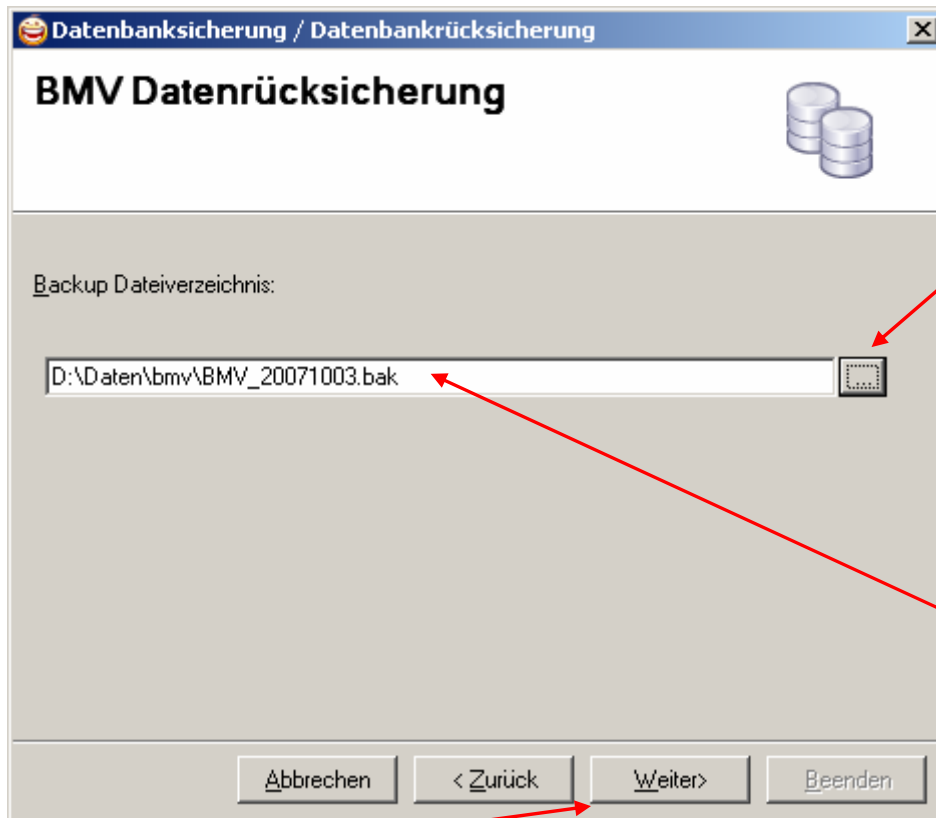 Datenbanksicherung / Datenbankrücksicherung
BMV Datenrücksicherung
Backup Dateiverzeichnis:
D:\Daten\bmv\BMV_20071003.bak
...
Abbrechen
< Zurück
Weiter>
Beenden